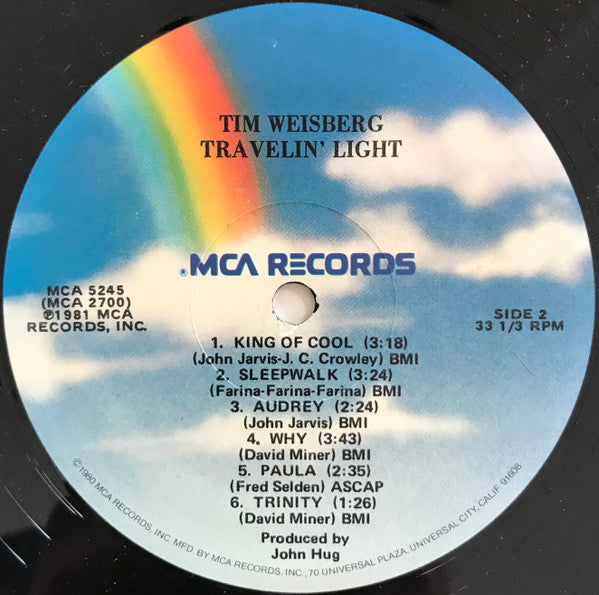 TIM WEISBERG
TRAVELIN' LIGHT
®MCA RECORDS
MCA 5245
(MCA 2700)
℗1981 MCA
RECORDS, INC.
SIDE 2
33 1/3 RPM
1. KING OF COOL (3:18)
(John Jarvis-J. C. Crowley) BMI
2. SLEEPWALK (3:24)
(Farina-Farina-Farina) BMI
3. AUDREY (2:24)
(John Jarvis) BMI
4. WHY (3:43)
(David Miner) BMI
5. PAULA (2:35)
(Fred Selden) ASCAP
6. TRINITY (1:26)
(David Miner) BMI
Produced by
John Hug
©1980 MCA RECORDS, INC. MFD. BY MCA RECORDS, INC., 70 UNIVERSAL PLAZA, UNIVERSAL CITY, CALIF. 91608